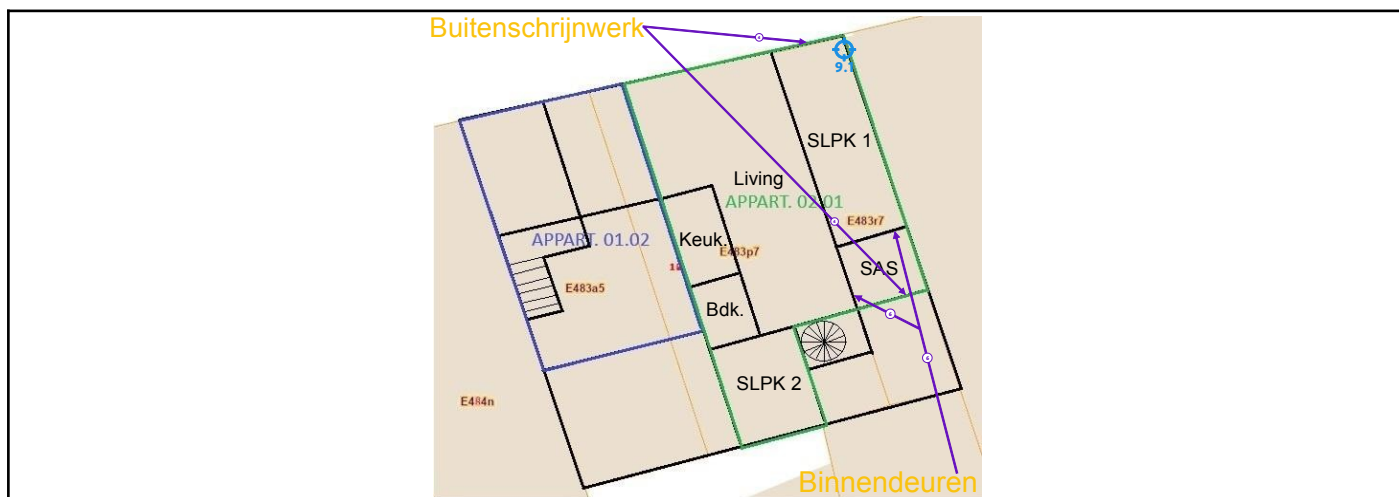 Buitenschrijnwerk
9.1
SLPK 1
Living
APPART. 02.01
E483r7
APPART. 01.02
Keuk.
E483p7
SAS
E483a5
Bdk.
SLPK 2
E484n
Binnendeuren